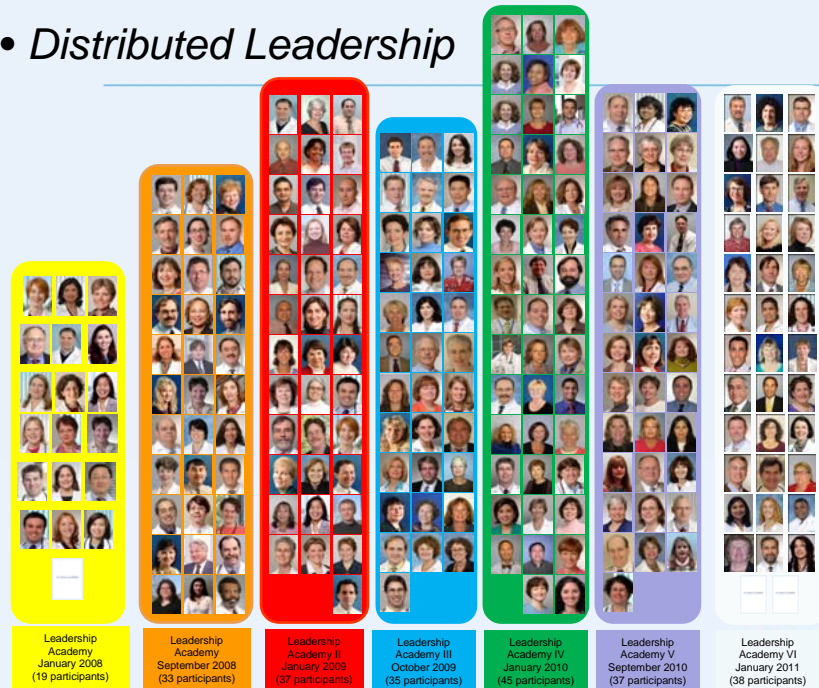 • Distributed Leadership
Leadership
Academy
January 2008
(19 participants)
Leadership
Academy
September 2008
(33 participants)
Leadership
Academy II
January 2009
(37 participants)
Leadership
Academy III
October 2009
(35 participants)
Leadership
Academy IV
January 2010
(45 participants)
Leadership
Academy V
September 2010
(37 participants)
Leadership
Academy VI
January 2011
(38 participants)